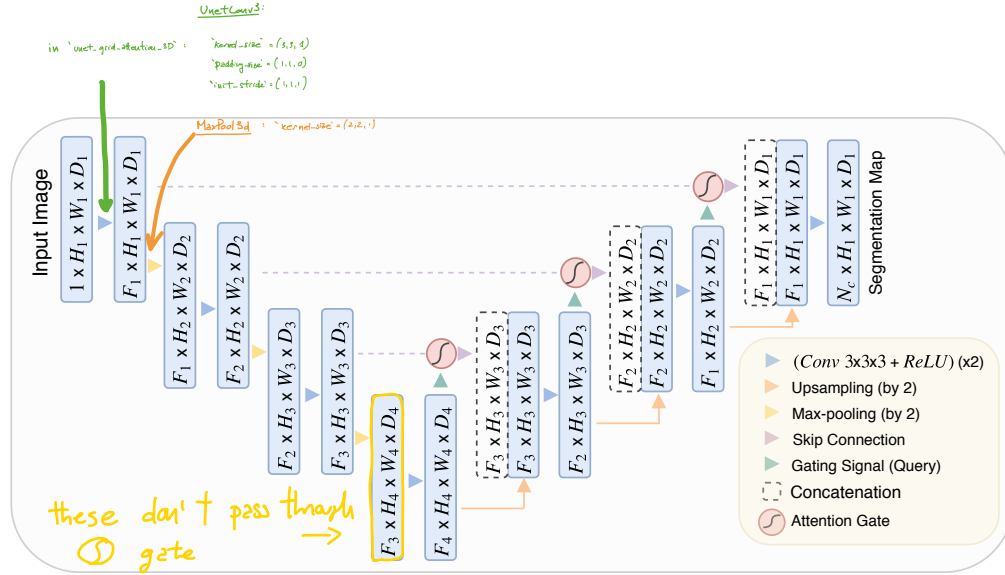 UnetConv3:
in `unet_grid_attention_3D` :
`kernel_size` = (3,3,1)
`padding_size` = (1,1,0)
`init_stride` = (1,1,1)
MaxPool3d : `kernel_size` = (2,2,1)
Input Image
1 x H₁ x W₁ x D₁
F₁ x H₁ x W₁ x D₁
F₁ x H₂ x W₂ x D₂
F₂ x H₂ x W₂ x D₂
F₂ x H₃ x W₃ x D₃
F₃ x H₃ x W₃ x D₃
F₃ x H₄ x W₄ x D₄
F₄ x H₄ x W₄ x D₄
F₃ x H₃ x W₃ x D₃
F₃ x H₃ x W₃ x D₃
F₂ x H₃ x W₃ x D₃
F₂ x H₂ x W₂ x D₂
F₂ x H₂ x W₂ x D₂
F₁ x H₂ x W₂ x D₂
F₁ x H₁ x W₁ x D₁
F₁ x H₁ x W₁ x D₁
N_c x H₁ x W₁ x D₁
Segmentation Map
(Conv 3x3x3 + ReLU) (x2)
Upsampling (by 2)
Max-pooling (by 2)
Skip Connection
Gating Signal (Query)
Concatenation
Attention Gate
these don't pass through
gate